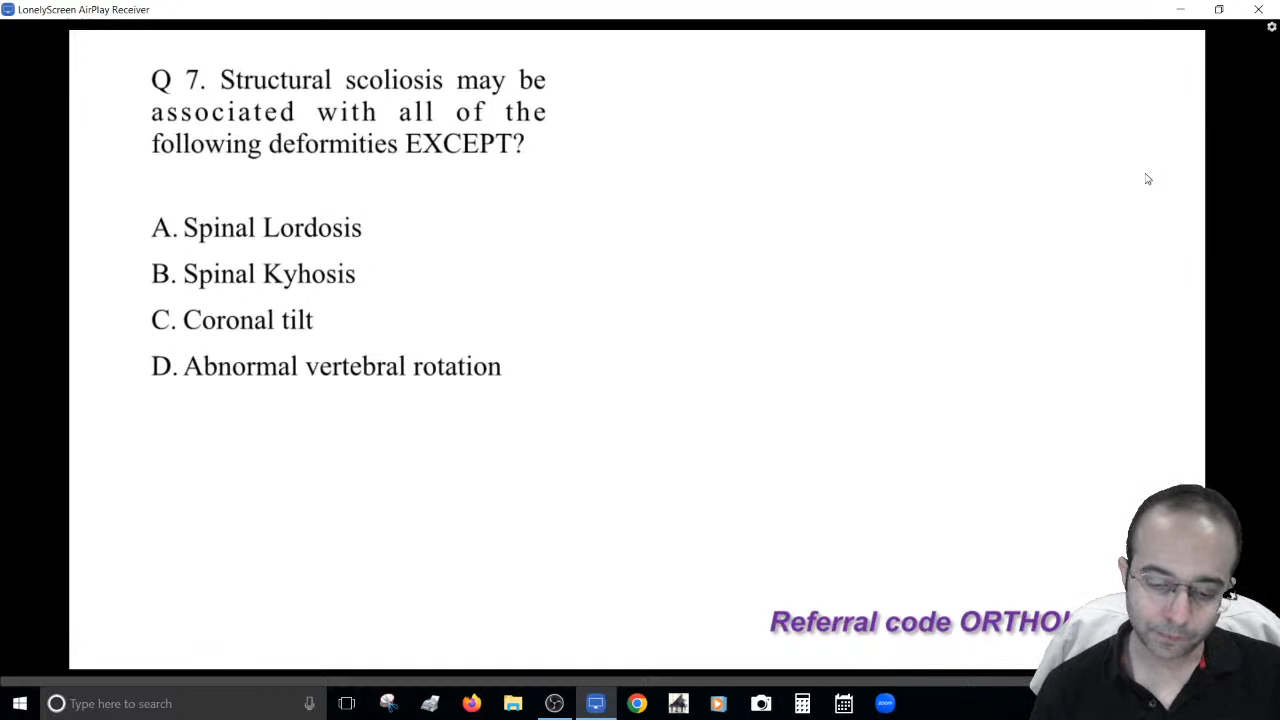 LonelyScreen AirPlay Receiver
Q 7. Structural scoliosis may be
associated with all of the
following deformities EXCEPT?
A. Spinal Lordosis
B. Spinal Kyhosis
C. Coronal tilt
D. Abnormal vertebral rotation
Referral code
Type here to search
zoom